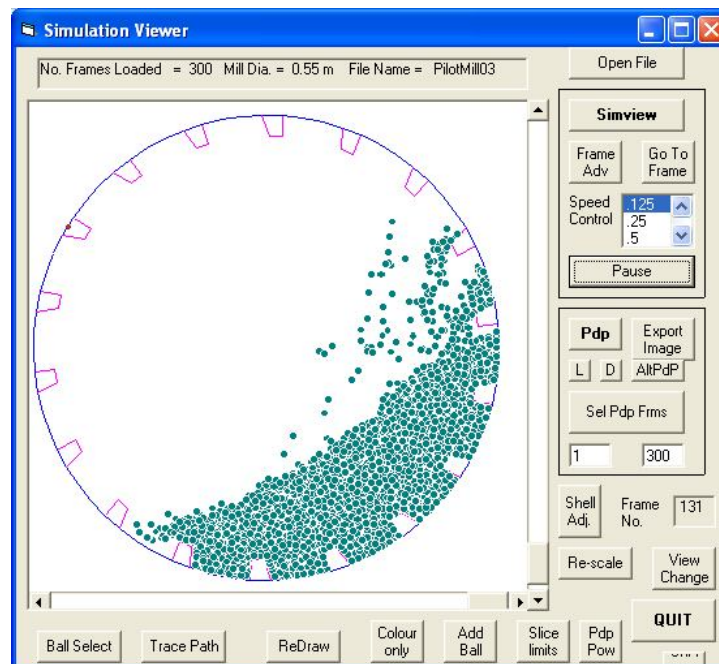 Simulation Viewer
No. Frames Loaded = 300 Mill Dia. = 0.55 m File Name = PilotMill03
Open File
Simview
Frame
Adv
Go To
Frame
Speed
Control
.125
.25
.5
Pause
Pdp
Export
Image
L
D
AltPdP
Sel Pdp Frms
1
300
Shell
Adj.
Frame
No.
131
Re-scale
View
Change
QUIT
Ball Select
Trace Path
ReDraw
Colour
only
Add
Ball
Slice
limits
Pdp
Pow